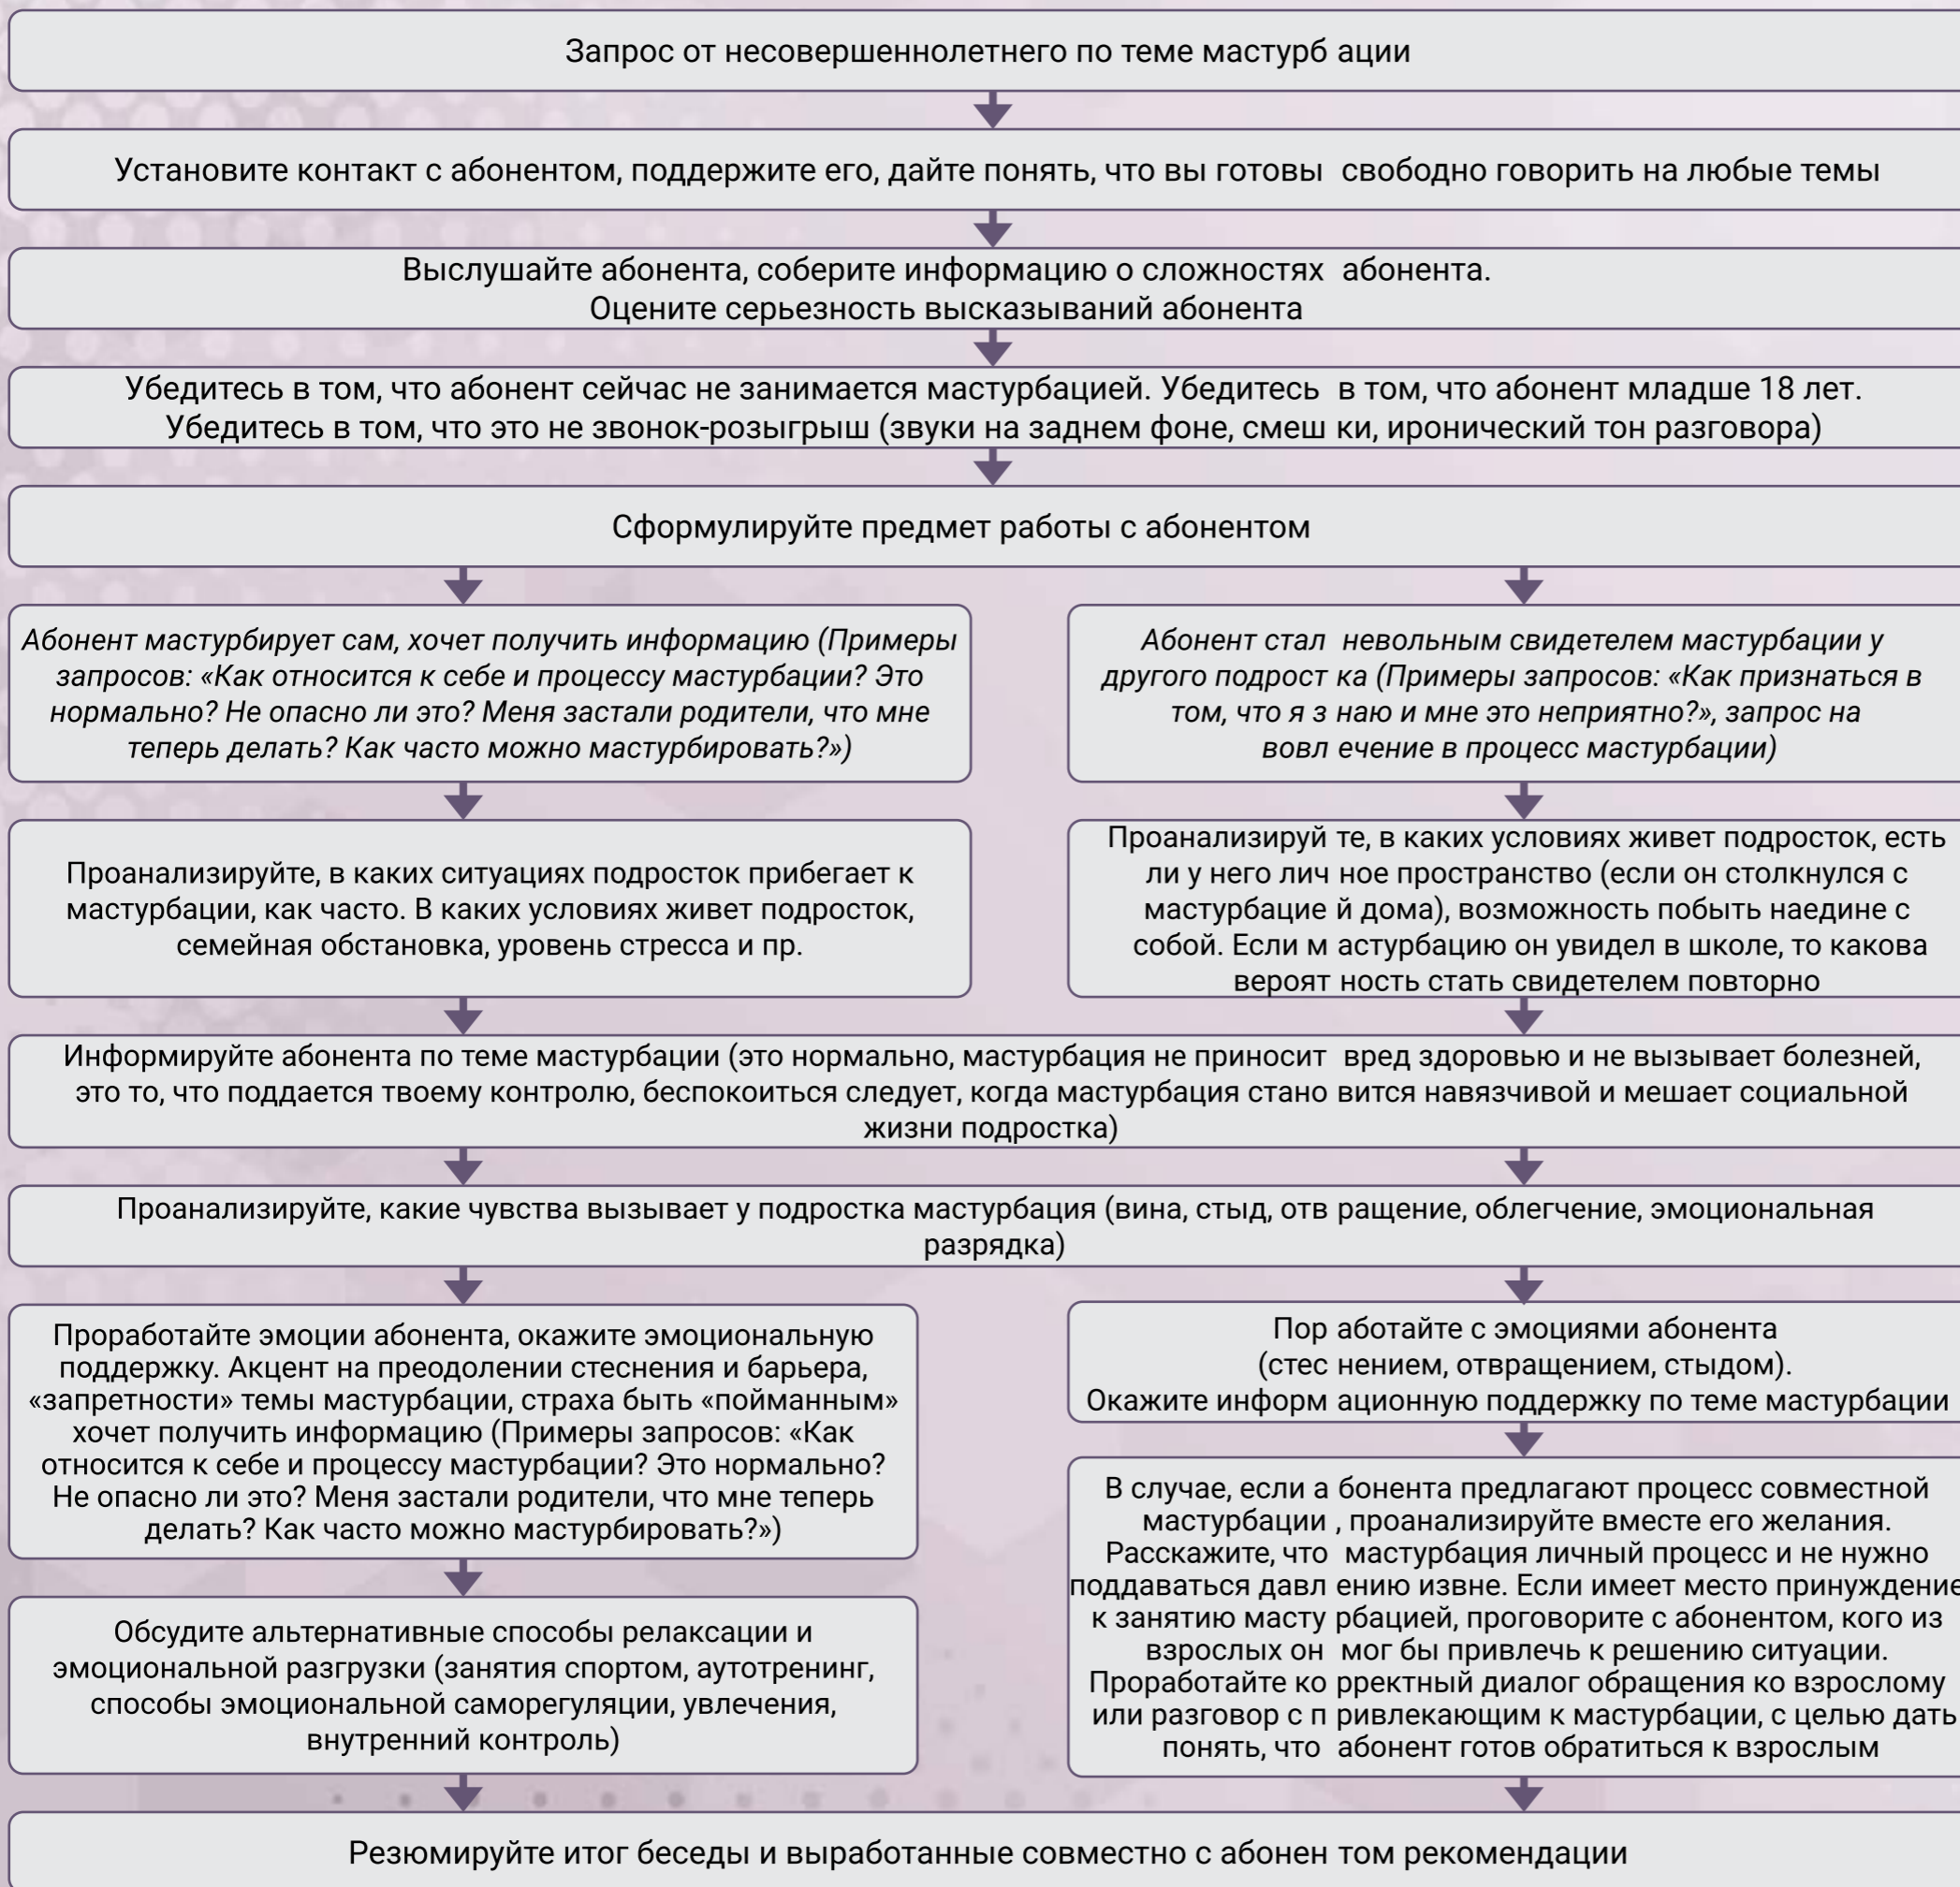 Запрос от несовершеннолетнего по теме мастурб ации
Установите контакт с абонентом, поддержите его, дайте понять, что вы готовы свободно говорить на любые темы
Выслушайте абонента, соберите информацию о сложностях абонента.
Оцените серьезность высказываний абонента
Убедитесь в том, что абонент сейчас не занимается мастурбацией. Убедитесь в том, что абонент младше 18 лет.
Убедитесь в том, что это не звонок-розыгрыш (звуки на заднем фоне, смеш ки, иронический тон разговора)
Сформулируйте предмет работы с абонентом
Абонент мастурбирует сам, хочет получить информацию (Примеры
запросов: «Как относится к себе и процессу мастурбации? Это
нормально? Не опасно ли это? Меня застали родители, что мне
теперь делать? Как часто можно мастурбировать?»)
Абонент стал невольным свидетелем мастурбации у
другого подрост ка (Примеры запросов: «Как признаться в
том, что я з наю и мне это неприятно?», запрос на
вовл ечение в процесс мастурбации)
Проанализируйте, в каких ситуациях подросток прибегает к
мастурбации, как часто. В каких условиях живет подросток,
семейная обстановка, уровень стресса и пр.
Проанализируй те, в каких условиях живет подросток, есть
ли у него лич ное пространство (если он столкнулся с
мастурбацие й дома), возможность побыть наедине с
собой. Если м астурбацию он увидел в школе, то какова
вероят ность стать свидетелем повторно
Информируйте абонента по теме мастурбации (это нормально, мастурбация не приносит вред здоровью и не вызывает болезней,
это то, что поддается твоему контролю, беспокоиться следует, когда мастурбация стано вится навязчивой и мешает социальной
жизни подростка)
Проанализируйте, какие чувства вызывает у подростка мастурбация (вина, стыд, отв ращение, облегчение, эмоциональная
разрядка)
Проработайте эмоции абонента, окажите эмоциональную
поддержку. Акцент на преодолении стеснения и барьера,
«запретности» темы мастурбации, страха быть «пойманным»
хочет получить информацию (Примеры запросов: «Как
относится к себе и процессу мастурбации? Это нормально?
Не опасно ли это? Меня застали родители, что мне теперь
делать? Как часто можно мастурбировать?»)
Обсудите альтернативные способы релаксации и
эмоциональной разгрузки (занятия спортом, аутотренинг,
способы эмоциональной саморегуляции, увлечения,
внутренний контроль)
Пор аботайте с эмоциями абонента
(стес нением, отвращением, стыдом).
Окажите информ ационную поддержку по теме мастурбации
В случае, если а бонента предлагают процесс совместной
мастурбации , проанализируйте вместе его желания.
Расскажите, что мастурбация личный процесс и не нужно
поддаваться давл ению извне. Если имеет место принуждение
к занятию масту рбацией, проговорите с абонентом, кого из
взрослых он мог бы привлечь к решению ситуации.
Проработайте ко рректный диалог обращения ко взрослому
или разговор с п ривлекающим к мастурбации, с целью дать
понять, что абонент готов обратиться к взрослым
Резюмируйте итог беседы и выработанные совместно с абонен том рекомендации